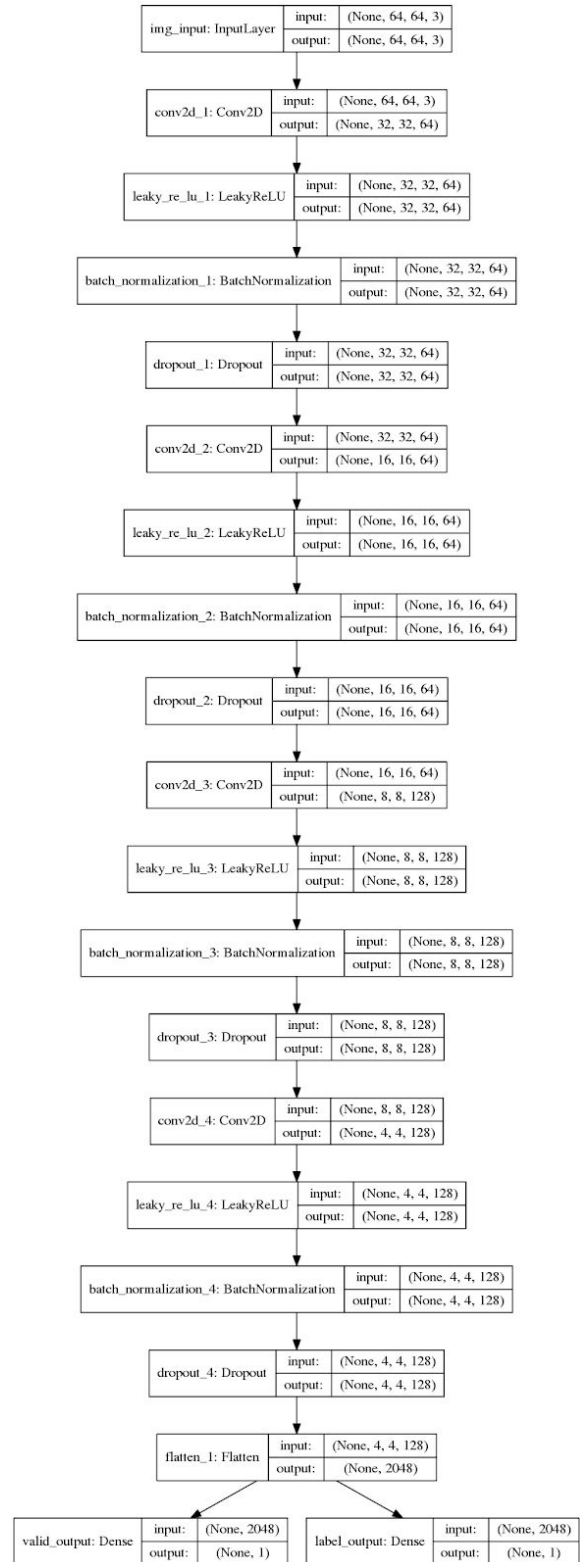 img_input: InputLayer
input: (None, 64, 64, 3)
output: (None, 64, 64, 3)
conv2d_1: Conv2D
input: (None, 64, 64, 3)
output: (None, 32, 32, 64)
leaky_re_lu_1: LeakyReLU
input: (None, 32, 32, 64)
output: (None, 32, 32, 64)
batch_normalization_1: BatchNormalization
input: (None, 32, 32, 64)
output: (None, 32, 32, 64)
dropout_1: Dropout
input: (None, 32, 32, 64)
output: (None, 32, 32, 64)
conv2d_2: Conv2D
input: (None, 32, 32, 64)
output: (None, 16, 16, 64)
leaky_re_lu_2: LeakyReLU
input: (None, 16, 16, 64)
output: (None, 16, 16, 64)
batch_normalization_2: BatchNormalization
input: (None, 16, 16, 64)
output: (None, 16, 16, 64)
dropout_2: Dropout
input: (None, 16, 16, 64)
output: (None, 16, 16, 64)
conv2d_3: Conv2D
input: (None, 16, 16, 64)
output: (None, 8, 8, 128)
leaky_re_lu_3: LeakyReLU
input: (None, 8, 8, 128)
output: (None, 8, 8, 128)
batch_normalization_3: BatchNormalization
input: (None, 8, 8, 128)
output: (None, 8, 8, 128)
dropout_3: Dropout
input: (None, 8, 8, 128)
output: (None, 8, 8, 128)
conv2d_4: Conv2D
input: (None, 8, 8, 128)
output: (None, 4, 4, 128)
leaky_re_lu_4: LeakyReLU
input: (None, 4, 4, 128)
output: (None, 4, 4, 128)
batch_normalization_4: BatchNormalization
input: (None, 4, 4, 128)
output: (None, 4, 4, 128)
dropout_4: Dropout
input: (None, 4, 4, 128)
output: (None, 4, 4, 128)
flatten_1: Flatten
input: (None, 4, 4, 128)
output: (None, 2048)
valid_output: Dense
input: (None, 2048)
output: (None, 1)
label_output: Dense
input: (None, 2048)
output: (None, 1)